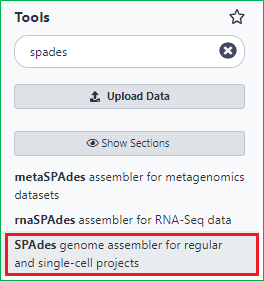 Tools
spades
Upload Data
Show Sections
metaSPAdes assembler for metagenomics
datasets
rnaSPAdes assembler for RNA-Seq data
SPAdes genome assembler for regular
and single-cell projects